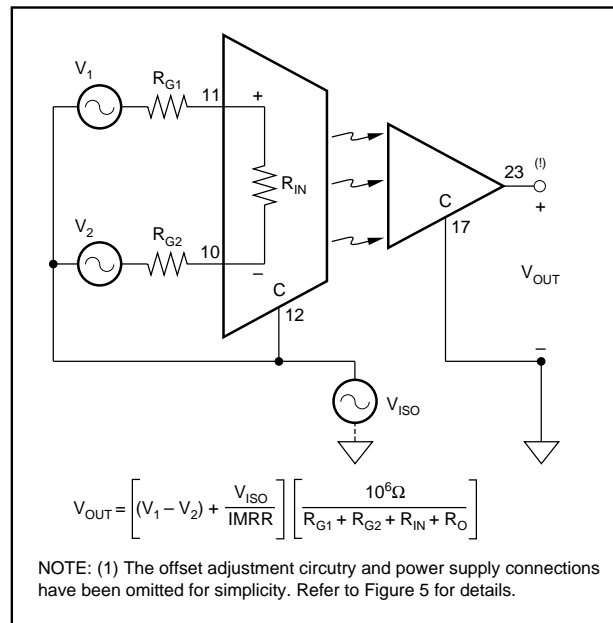 V1
RG1
11
+
(!)
23
RIN
C
+
17
V2
RG2
10
–
VOUT
C
12
–
VISO
VOUT = [(V1 – V2) + VISO / IMRR] [10^6Ω / RG1 + RG2 + RIN + RO]
NOTE: (1) The offset adjustment circutry and power supply connections
have been omitted for simplicity. Refer to Figure 5 for details.